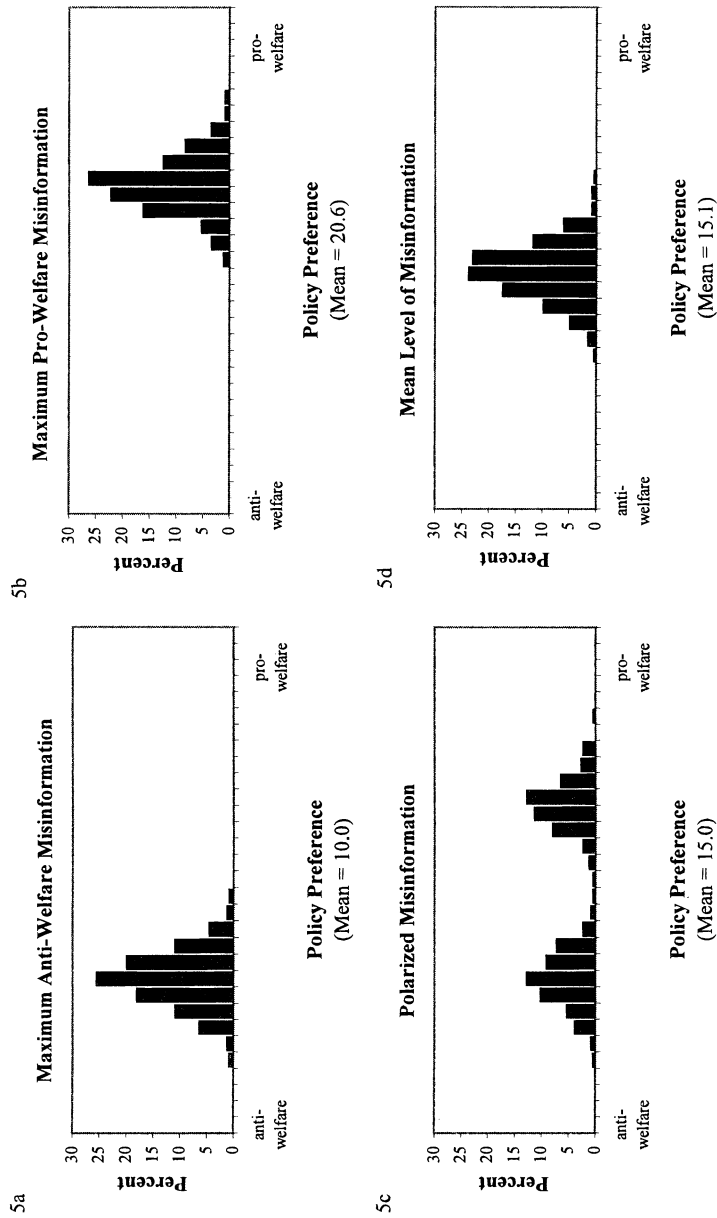 5a
Maximum Anti-Welfare Misinformation
Percent
30
25
20
15
10
5
0
anti-
welfare
pro-
welfare
Policy Preference
(Mean = 10.0)
5b
Maximum Pro-Welfare Misinformation
Percent
30
25
20
15
10
5
0
anti-
welfare
pro-
welfare
Policy Preference
(Mean = 20.6)
5c
Polarized Misinformation
Percent
30
25
20
15
10
5
0
anti-
welfare
pro-
welfare
Policy Preference
(Mean = 15.0)
5d
Mean Level of Misinformation
Percent
30
25
20
15
10
5
0
anti-
welfare
pro-
welfare
Policy Preference
(Mean = 15.1)